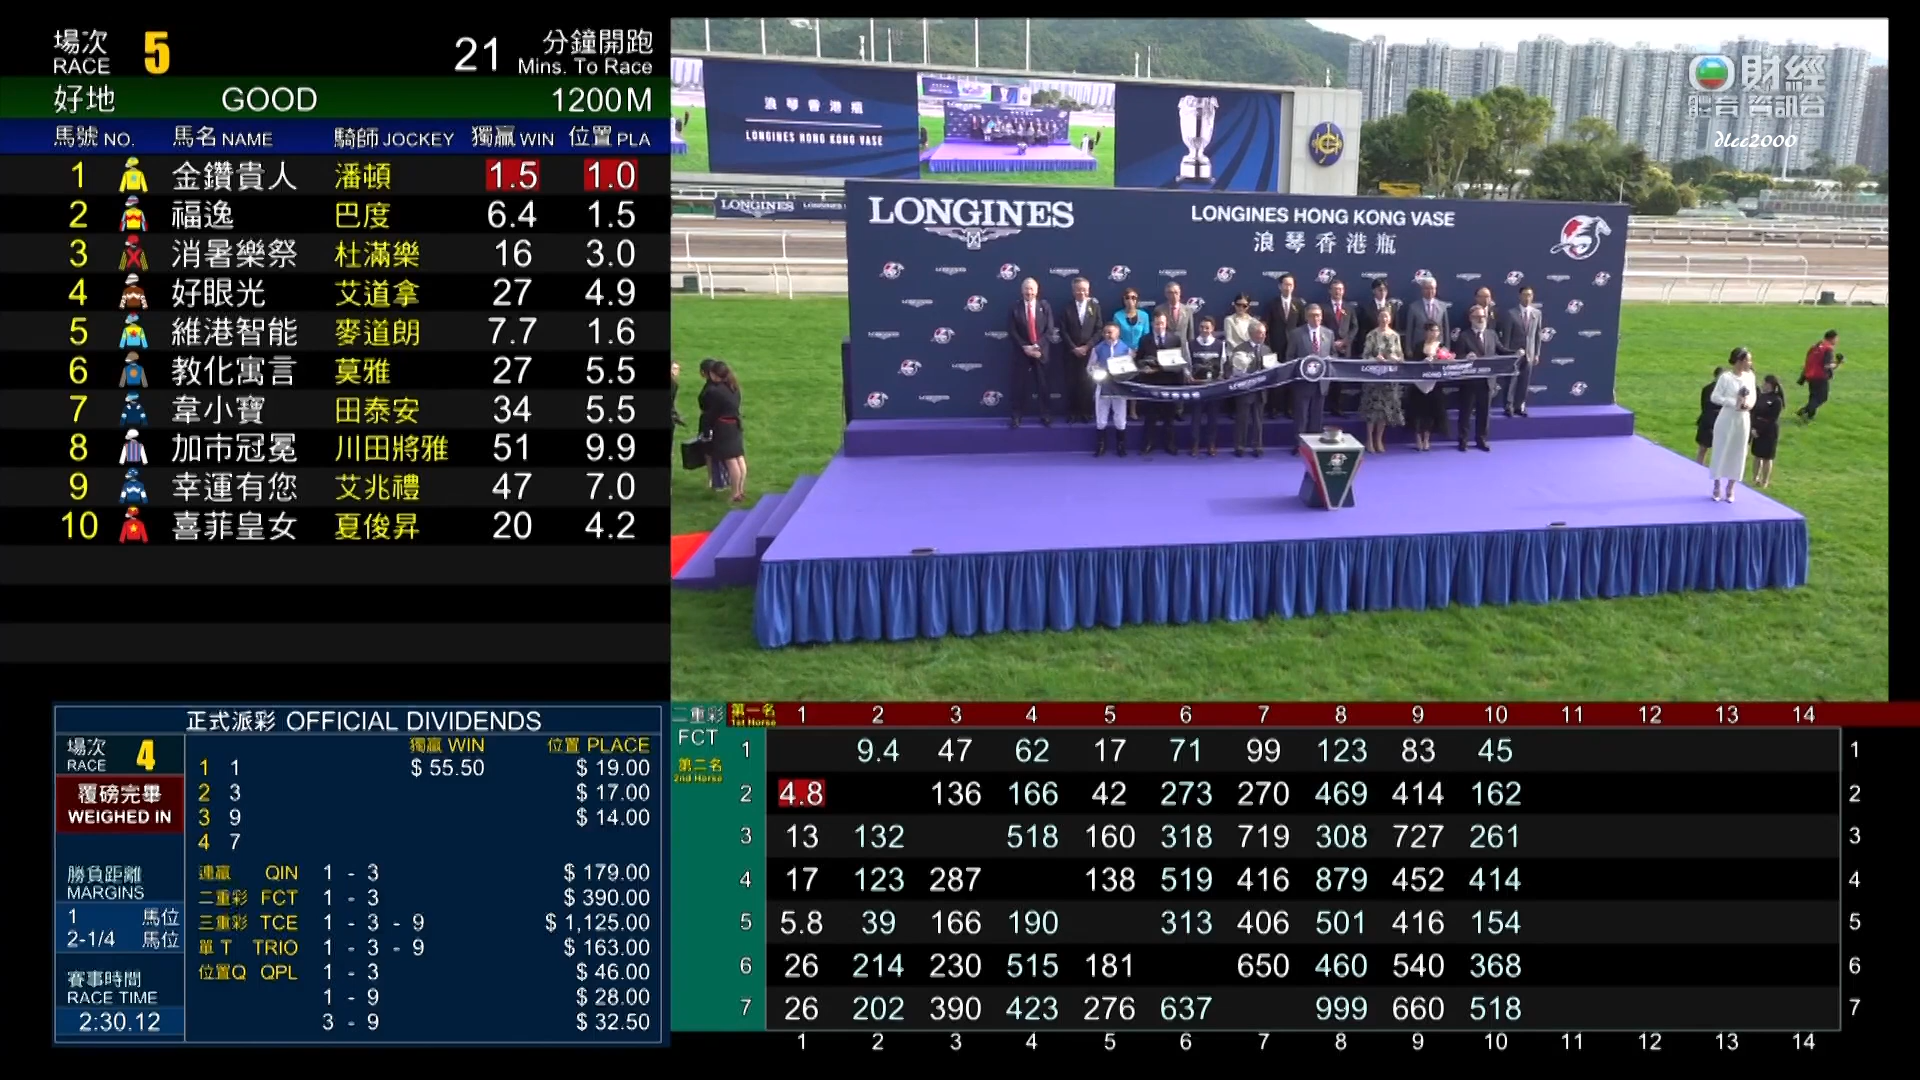 場次 RACE 5 21 分鐘開跑 Mins. To Race
好地 GOOD 1200M
馬號 NO. 馬名 NAME 騎師 JOCKEY 獨贏 WIN 位置 PLA
1 金鑽貴人 潘頓 1.5 1.0
2 福逸 巴度 6.4 1.5
3 消暑樂祭 杜滿樂 16 3.0
4 好眼光 艾道拿 27 4.9
5 維港智能 麥道朗 7.7 1.6
6 教化寓言 莫雅 27 5.5
7 韋小寶 田泰安 34 5.5
8 加市冠冕 川田將雅 51 9.9
9 幸運有您 艾兆禮 47 7.0
10 喜菲皇女 夏俊昇 20 4.2
浪琴香港瓶
LONGINES HONG KONG VASE
財經
體育 資訊台
dlcc2000
LONGINES
LONGINES
LONGINES HONG KONG VASE
浪琴香港瓶
正式派彩 OFFICIAL DIVIDENDS
場次 RACE 4
覆磅完畢
WEIGHED IN
勝負距離
MARGINS
1 馬位
2-1/4 馬位
賽事時間
RACE TIME
2:30.12
獨贏 WIN 位置 PLACE
1 1 $ 55.50 $ 19.00
2 3 $ 17.00
3 9 $ 14.00
4 7
連贏 QIN 1 - 3 $ 179.00
二重彩 FCT 1 - 3 $ 390.00
三重彩 TCE 1 - 3 - 9 $ 1,125.00
單T TRIO 1 - 3 - 9 $ 163.00
位置Q QPL 1 - 3 $ 46.00
1 - 9 $ 28.00
3 - 9 $ 32.50
二重彩 第一名 1st Horse 1 2 3 4 5 6 7 8 9 10 11 12 13 14
FCT
第二名
2nd Horse
1 9.4 47 62 17 71 99 123 83 45 1
2 4.8 136 166 42 273 270 469 414 162 2
3 13 132 518 160 318 719 308 727 261 3
4 17 123 287 138 519 416 879 452 414 4
5 5.8 39 166 190 313 406 501 416 154 5
6 26 214 230 515 181 650 460 540 368 6
7 26 202 390 423 276 637 999 660 518 7
1 2 3 4 5 6 7 8 9 10 11 12 13 14